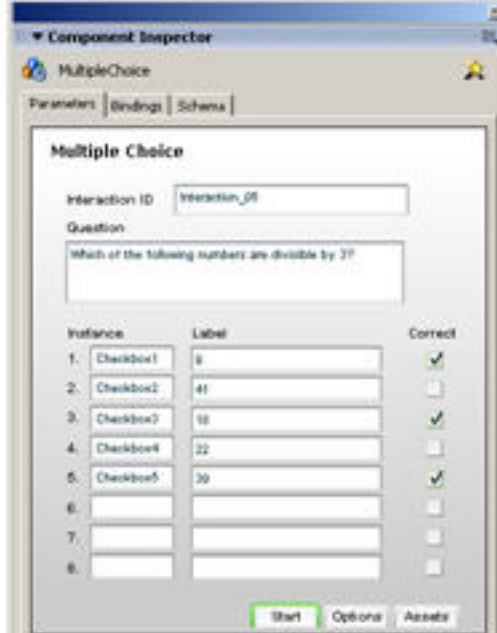 Component Inspector
MultipleChoice
Parameters Bindings Schema
Multiple Choice
Interaction ID Interaction_05
Question
Which of the following numbers are divisible by 3?
Instance Label Correct
1. Checkbox1
2. Checkbox2 41
3. Checkbox3 18
4. Checkbox4 22
5. Checkbox5 39
6.
7.
8.
Start Options Assets